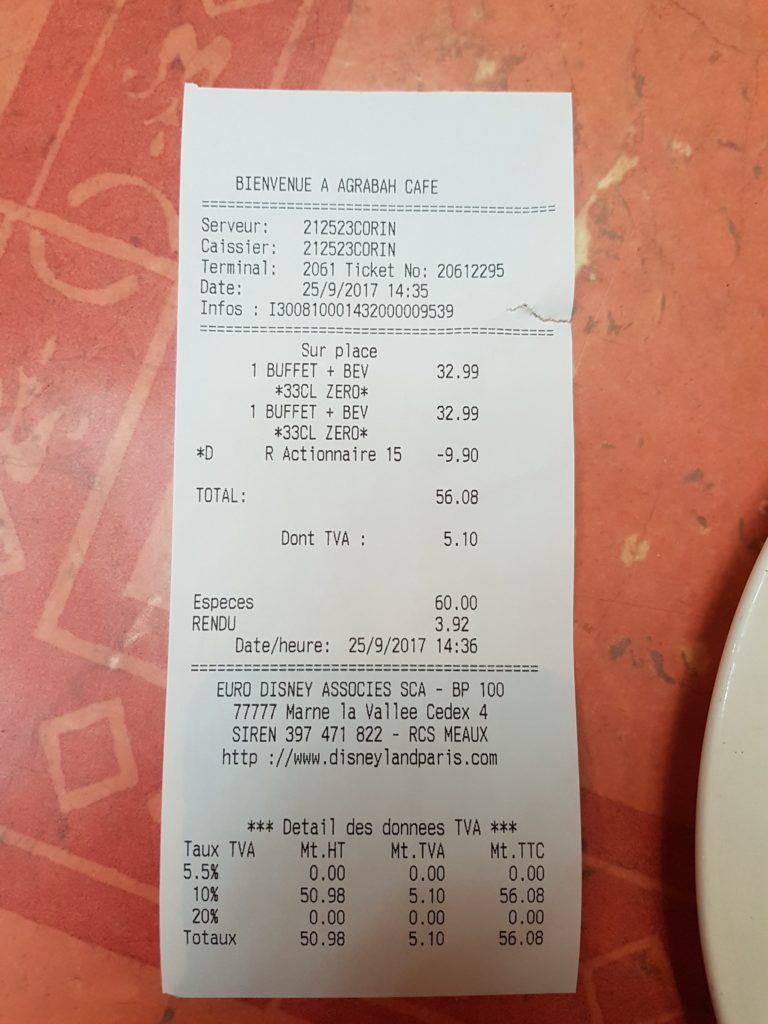 BIENVENUE A AGRABAH CAFE
================================================
Serveur: 212523CORIN
Caissier: 212523CORIN
Terminal: 2061 Ticket No: 20612295
Date: 25/9/2017 14:35
Infos : I300810001432000009539
================================================
Sur place
1 BUFFET + BEV 32.99
*33CL ZERO*
1 BUFFET + BEV 32.99
*33CL ZERO*
*D R Actionnaire 15 -9.90
TOTAL: 56.08
Dont TVA : 5.10
Especes 60.00
RENDU 3.92
Date/heure: 25/9/2017 14:36
================================================
EURO DISNEY ASSOCIES SCA - BP 100
77777 Marne la Vallee Cedex 4
SIREN 397 471 822 - RCS MEAUX
http ://www.disneylandparis.com
*** Detail des donnees TVA ***
Taux TVA Mt.HT Mt.TVA Mt.TTC
5.5% 0.00 0.00 0.00
10% 50.98 5.10 56.08
20% 0.00 0.00 0.00
Totaux 50.98 5.10 56.08